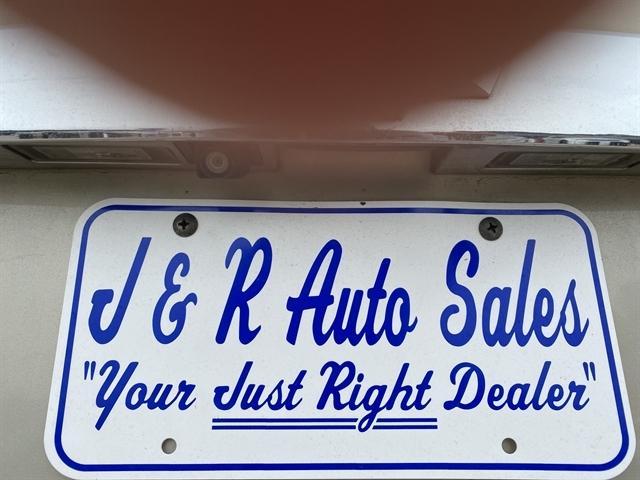 J & R Auto Sales
"Your Just Right Dealer"